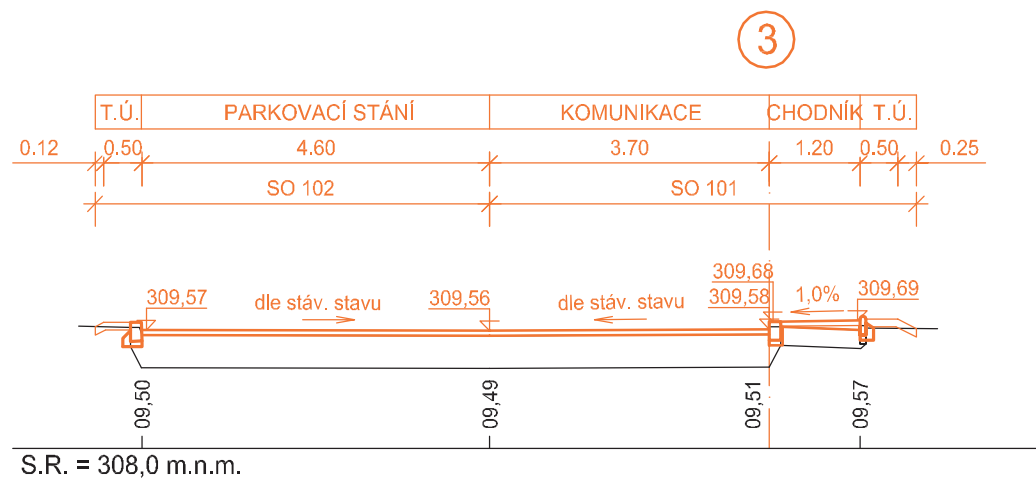 3
T.Ú. PARKOVACÍ STÁNÍ KOMUNIKACE CHODNÍK T.Ú.
0.12 0.50 4.60 3.70 1.20 0.50 0.25
SO 102 SO 101
309,68
309,57 dle stáv. stavu 309,56 dle stáv. stavu 309,58 1,0% 309,69
09,50 09,49 09,51 09,57
S.R. = 308,0 m.n.m.